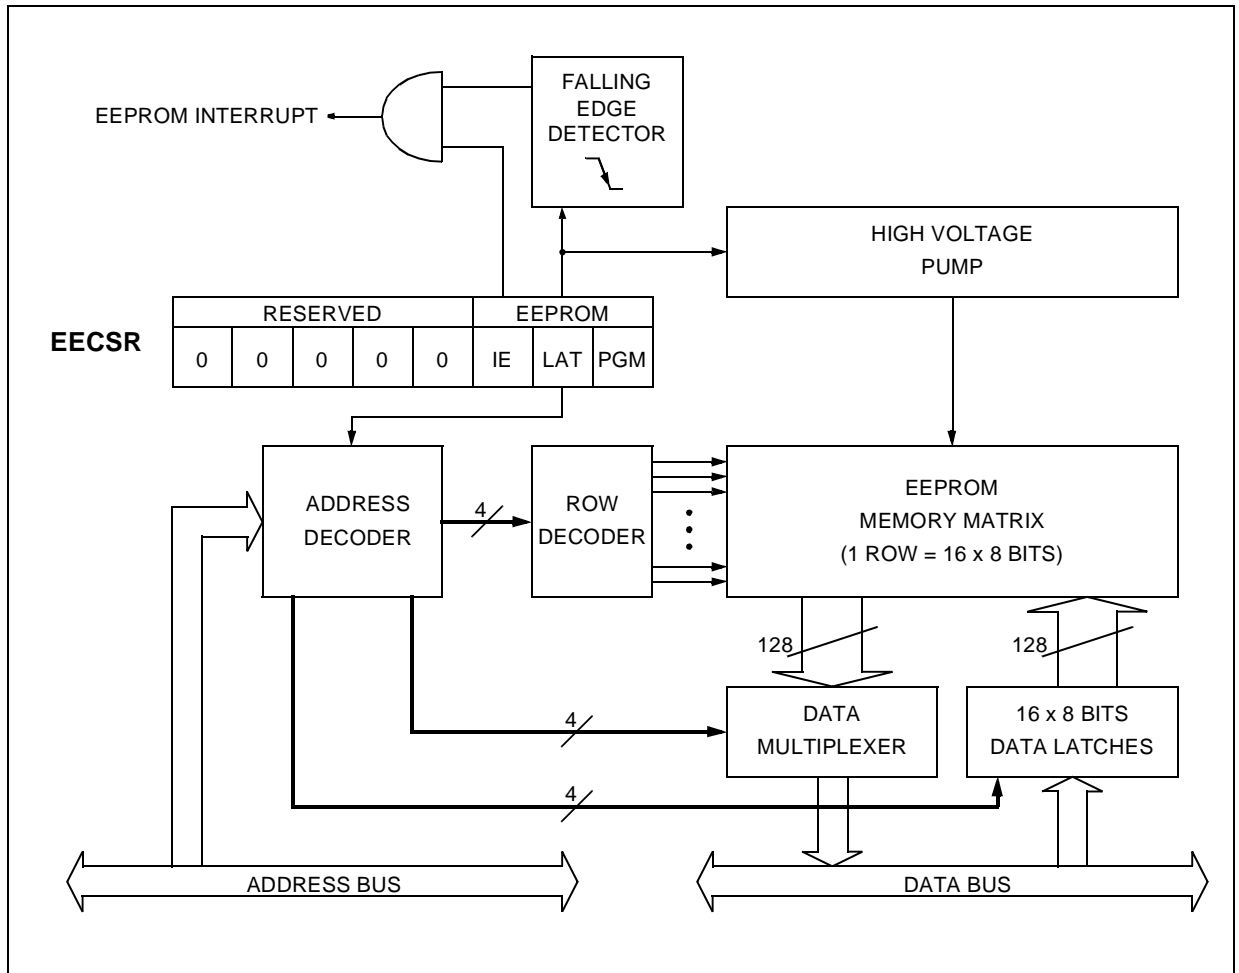 FALLING
EDGE
DETECTOR
EEPROM INTERRUPT
HIGH VOLTAGE
PUMP
RESERVED
EEPROM
EECSR
0
0
0
0
0
IE
LAT
PGM
ADDRESS
DECODER
4
ROW
DECODER
EEPROM
MEMORY MATRIX
(1 ROW = 16 x 8 BITS)
128
128
4
DATA
MULTIPLEXER
16 x 8 BITS
DATA LATCHES
4
ADDRESS BUS
DATA BUS